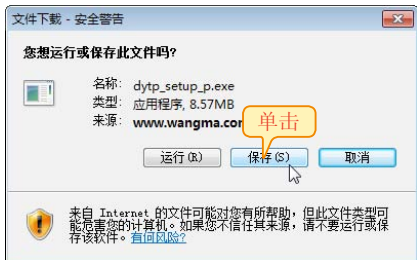 文件下载 - 安全警告
您想运行或保存此文件吗?
名称: dytp_setup_p.exe
类型: 应用程序, 8.57MB
来源: www.wangma.com
单击
运行(R) 保存(S) 取消
来自 Internet 的文件可能对您有所帮助，但此文件类型可
能危害您的计算机。如果您不信任其来源，请不要运行或保
存该软件。有何风险?